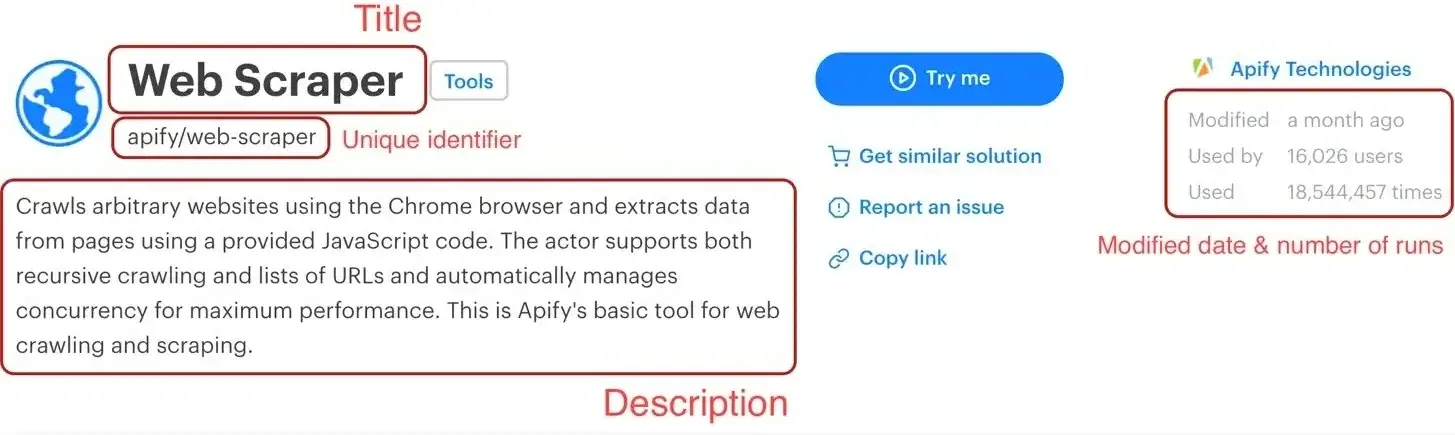 Title
Web Scraper
Tools
apify/web-scraper
Unique identifier
Crawls arbitrary websites using the Chrome browser and extracts data
from pages using a provided JavaScript code. The actor supports both
recursive crawling and lists of URLs and automatically manages
concurrency for maximum performance. This is Apify's basic tool for web
crawling and scraping.
Description
Try me
Get similar solution
Report an issue
Copy link
Apify Technologies
Modified a month ago
Used by 16,026 users
Used 18,544,457 times
Modified date & number of runs